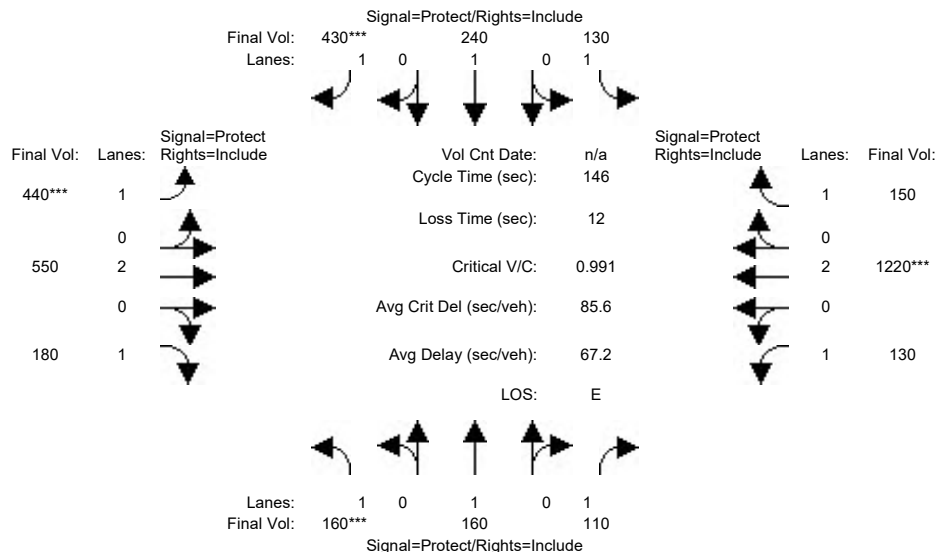 Signal=Protect/Rights=Include
Final Vol: 430*** 240 130
Lanes: 1 0 1 0 1
Signal=Protect
Final Vol: Lanes: Rights=Include
Vol Cnt Date: n/a
Signal=Protect
Rights=Include Lanes: Final Vol:
Cycle Time (sec): 146
440*** 1
1 150
Loss Time (sec): 12
0
0
550 2
Critical V/C: 0.991
2 1220***
0
Avg Crit Del (sec/veh): 85.6
0
180 1
Avg Delay (sec/veh): 67.2
1 130
LOS: E
Lanes: 1 0 1 0 1
Final Vol: 160*** 160 110
Signal=Protect/Rights=Include